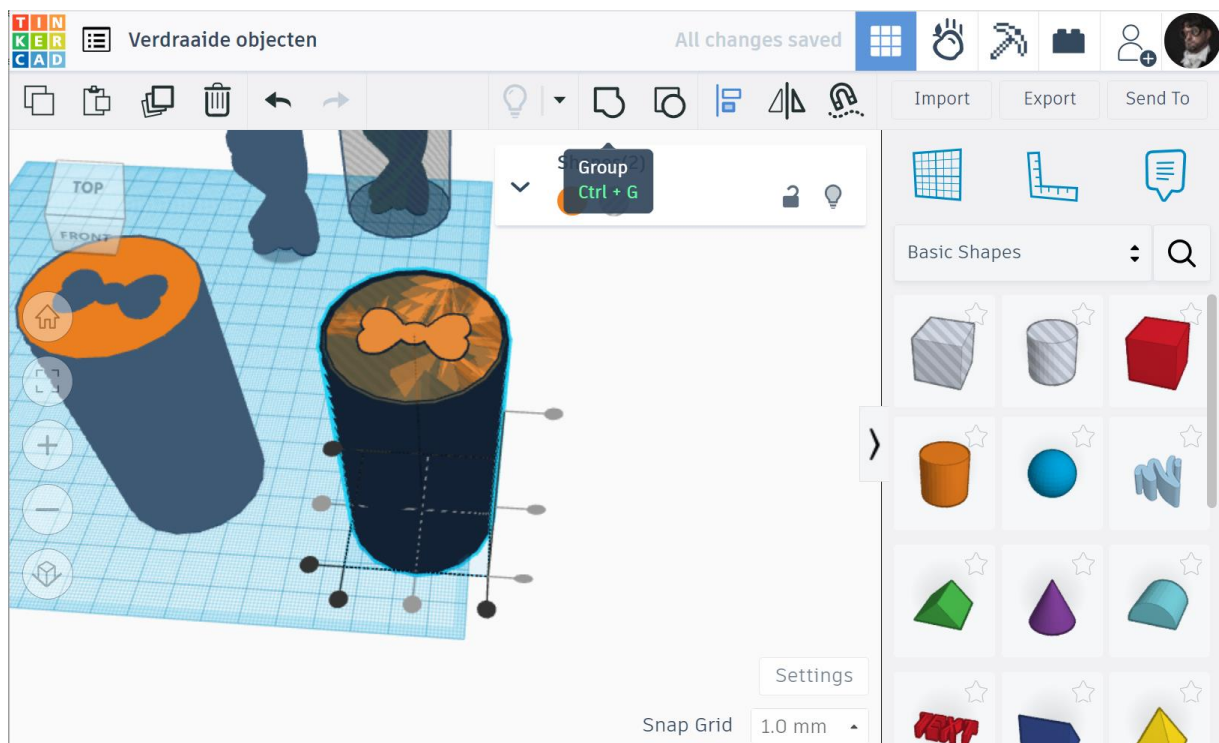 TIN
KER
CAD
Verdraaide objecten
All changes saved
Import
Export
Send To
Group
Ctrl + G
TOP
FRONT
Basic Shapes
TEXT
Settings
Snap Grid
1.0 mm